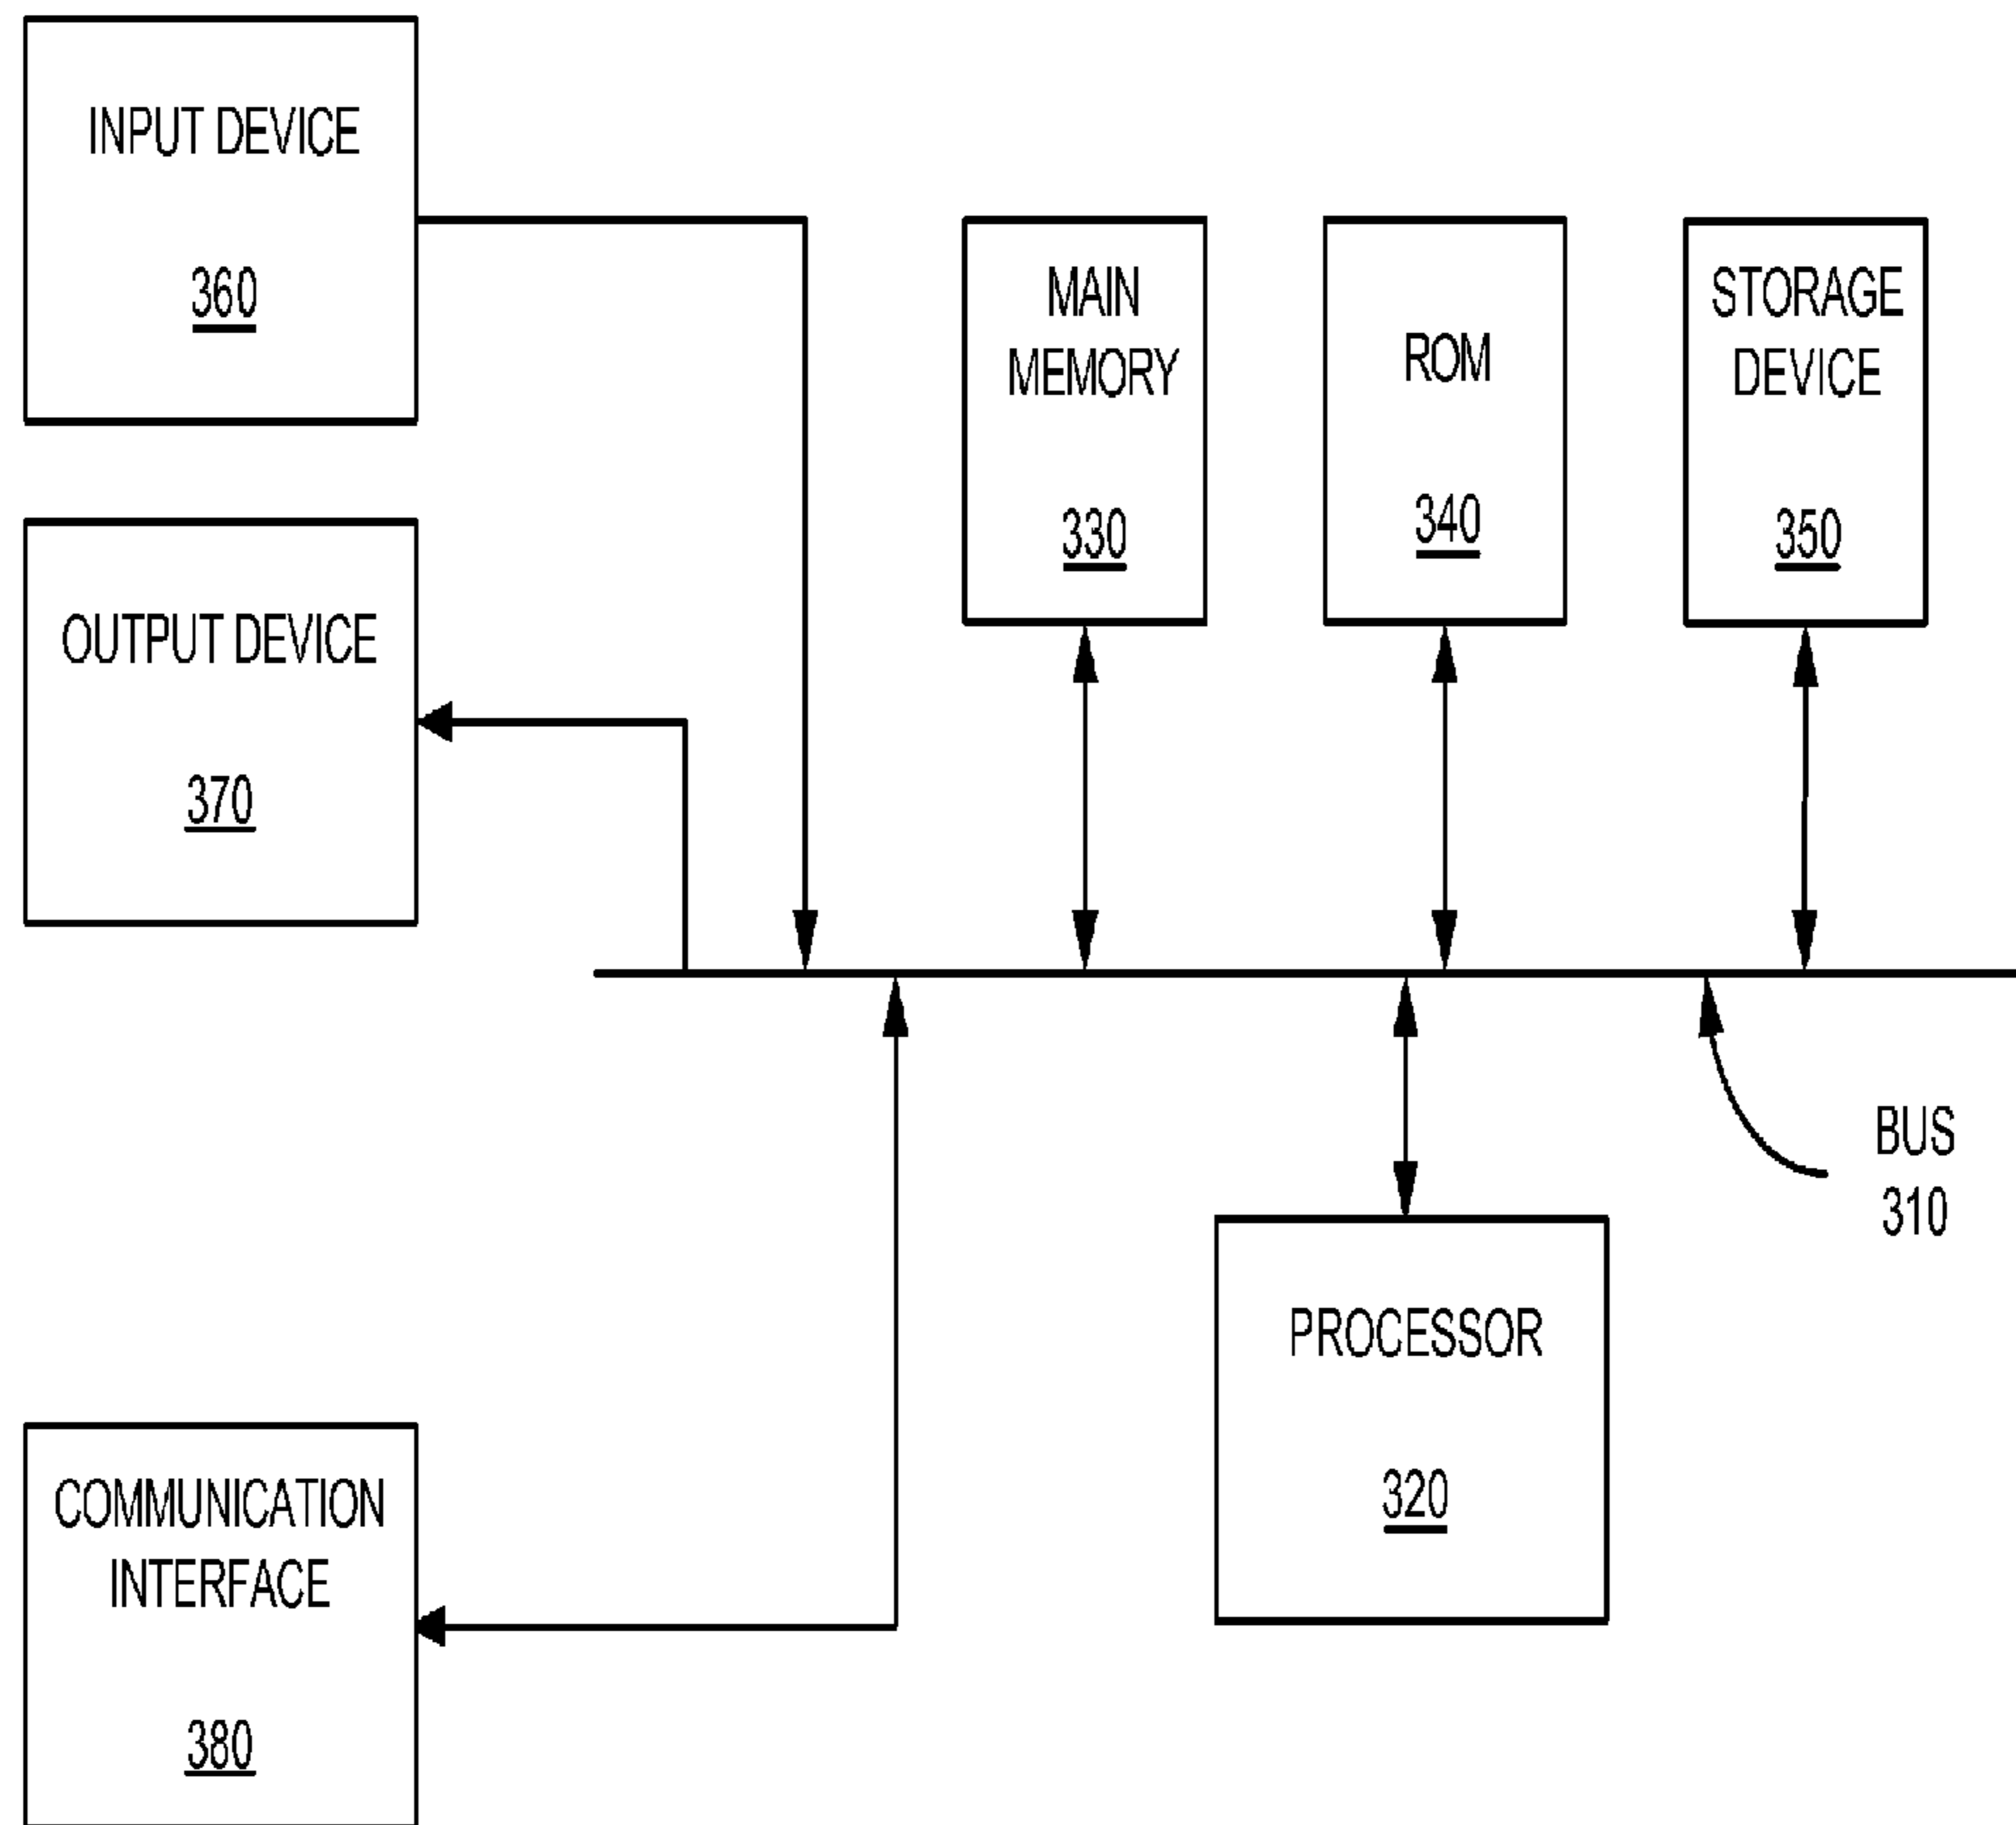 INPUT DEVICE
360
MAIN
MEMORY
330
ROM
340
STORAGE
DEVICE
350
OUTPUT DEVICE
370
BUS
310
PROCESSOR
320
COMMUNICATION
INTERFACE
380